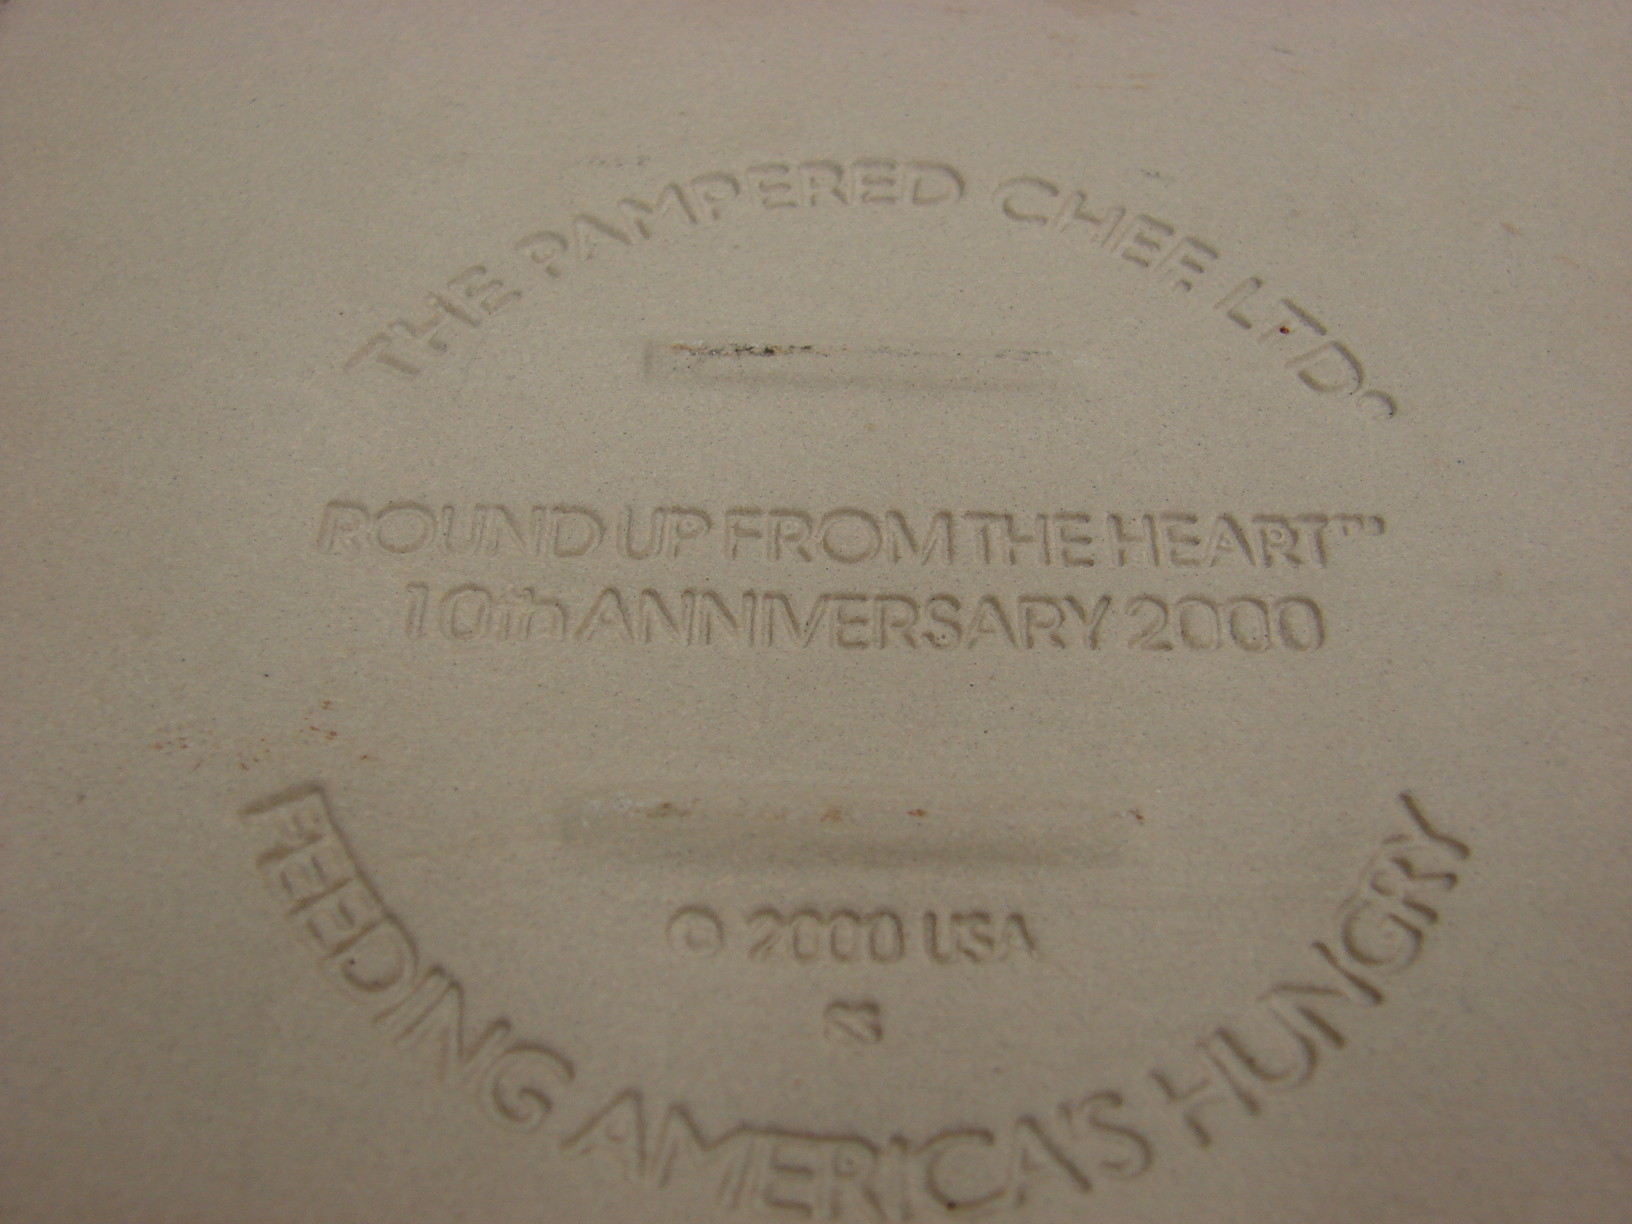 THE PAMPERED CHEF, LTD.
ROUND UP FROM THE HEART™
10th ANNIVERSARY 2000
© 2000 USA
FEEDING AMERICA'S HUNGRY